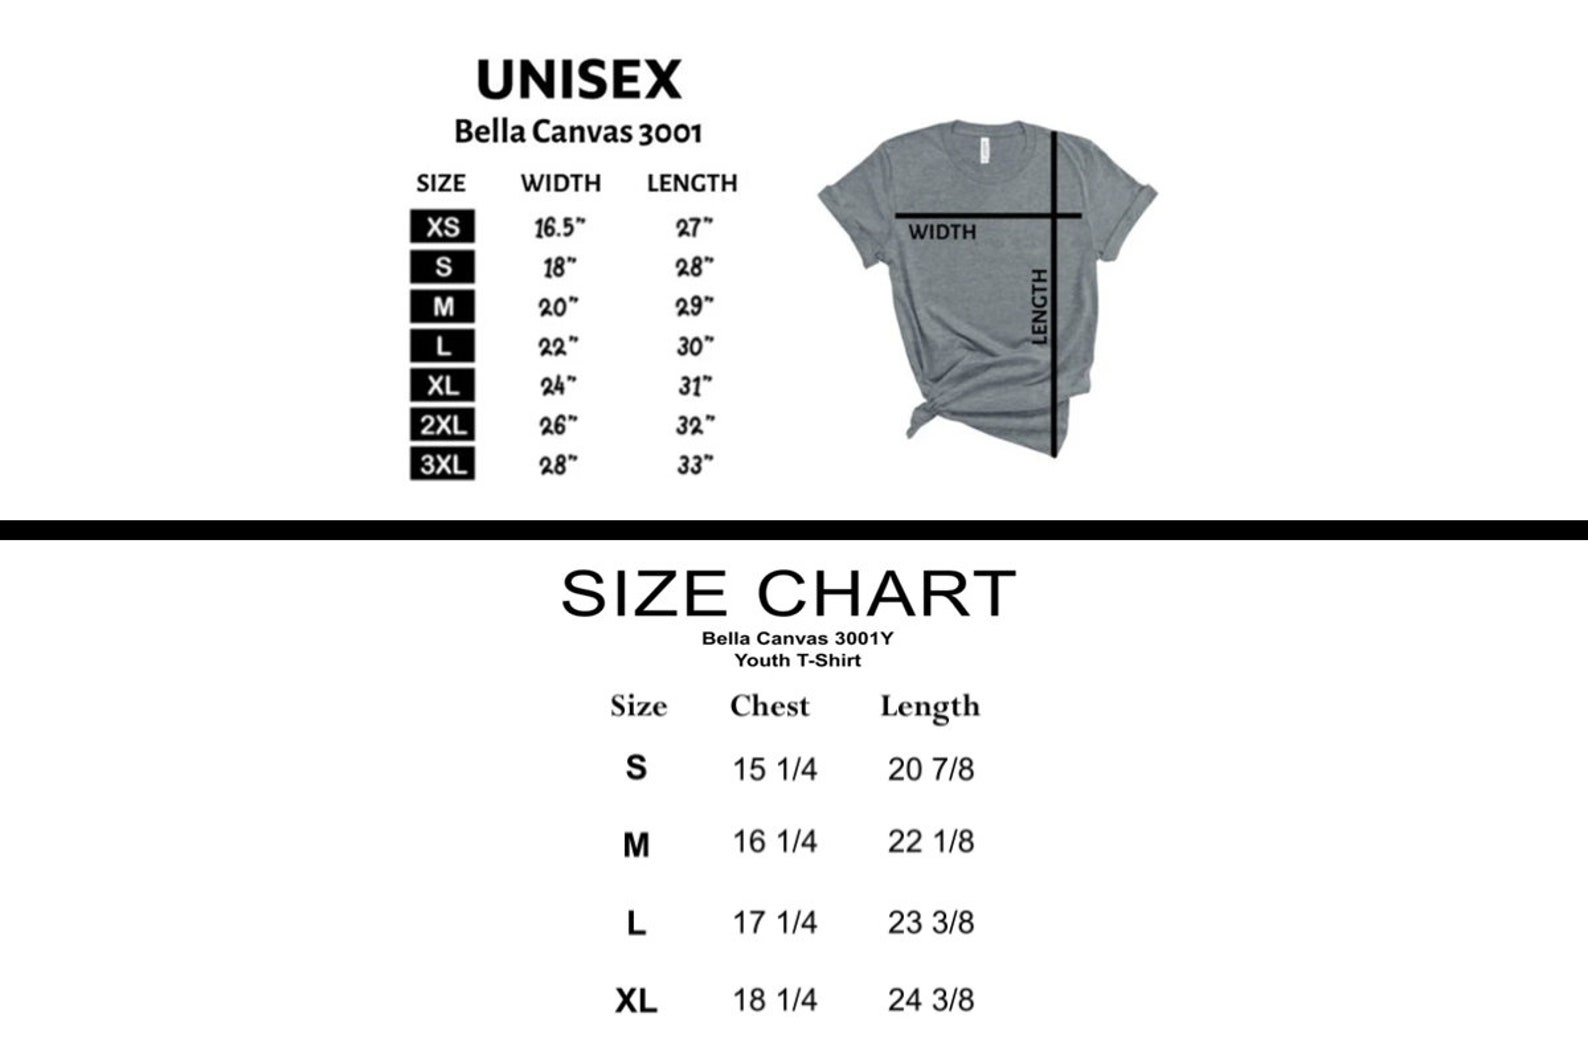 UNISEX
Bella Canvas 3001
SIZE WIDTH LENGTH
XS 16.5" 27"
S 18" 28"
M 20" 29"
L 22" 30"
XL 24" 31"
2XL 26" 32"
3XL 28" 33"
WIDTH
LENGTH
SIZE CHART
Bella Canvas 3001Y
Youth T-Shirt
Size Chest Length
S 15 1/4 20 7/8
M 16 1/4 22 1/8
L 17 1/4 23 3/8
XL 18 1/4 24 3/8